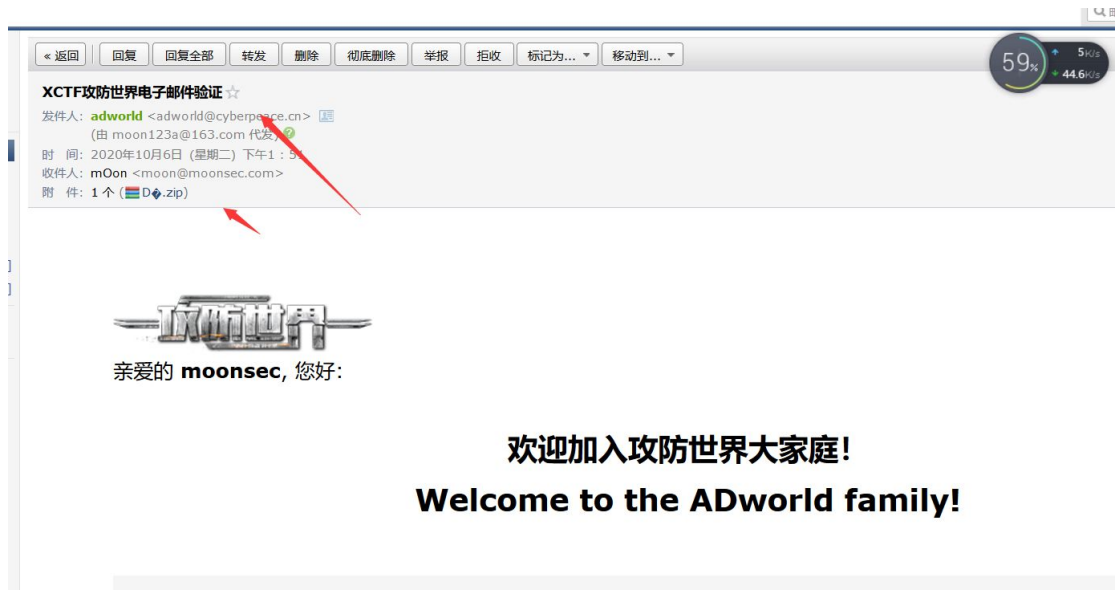 « 返回 回复 回复全部 转发 删除 彻底删除 举报 拒收 标记为... 移动到...
59% 5K/s
44.6K/s
XCTF攻防世界电子邮件验证
发件人: adworld <adworld@cyberpeace.cn>
(由 moon123a@163.com 代发)
时 间: 2020年10月6日 (星期二) 下午1:51
收件人: mOon <moon@moonsec.com>
附 件: 1 个 (D�.zip)
攻防世界
亲爱的 moonsec, 您好:
欢迎加入攻防世界大家庭!
Welcome to the ADworld family!